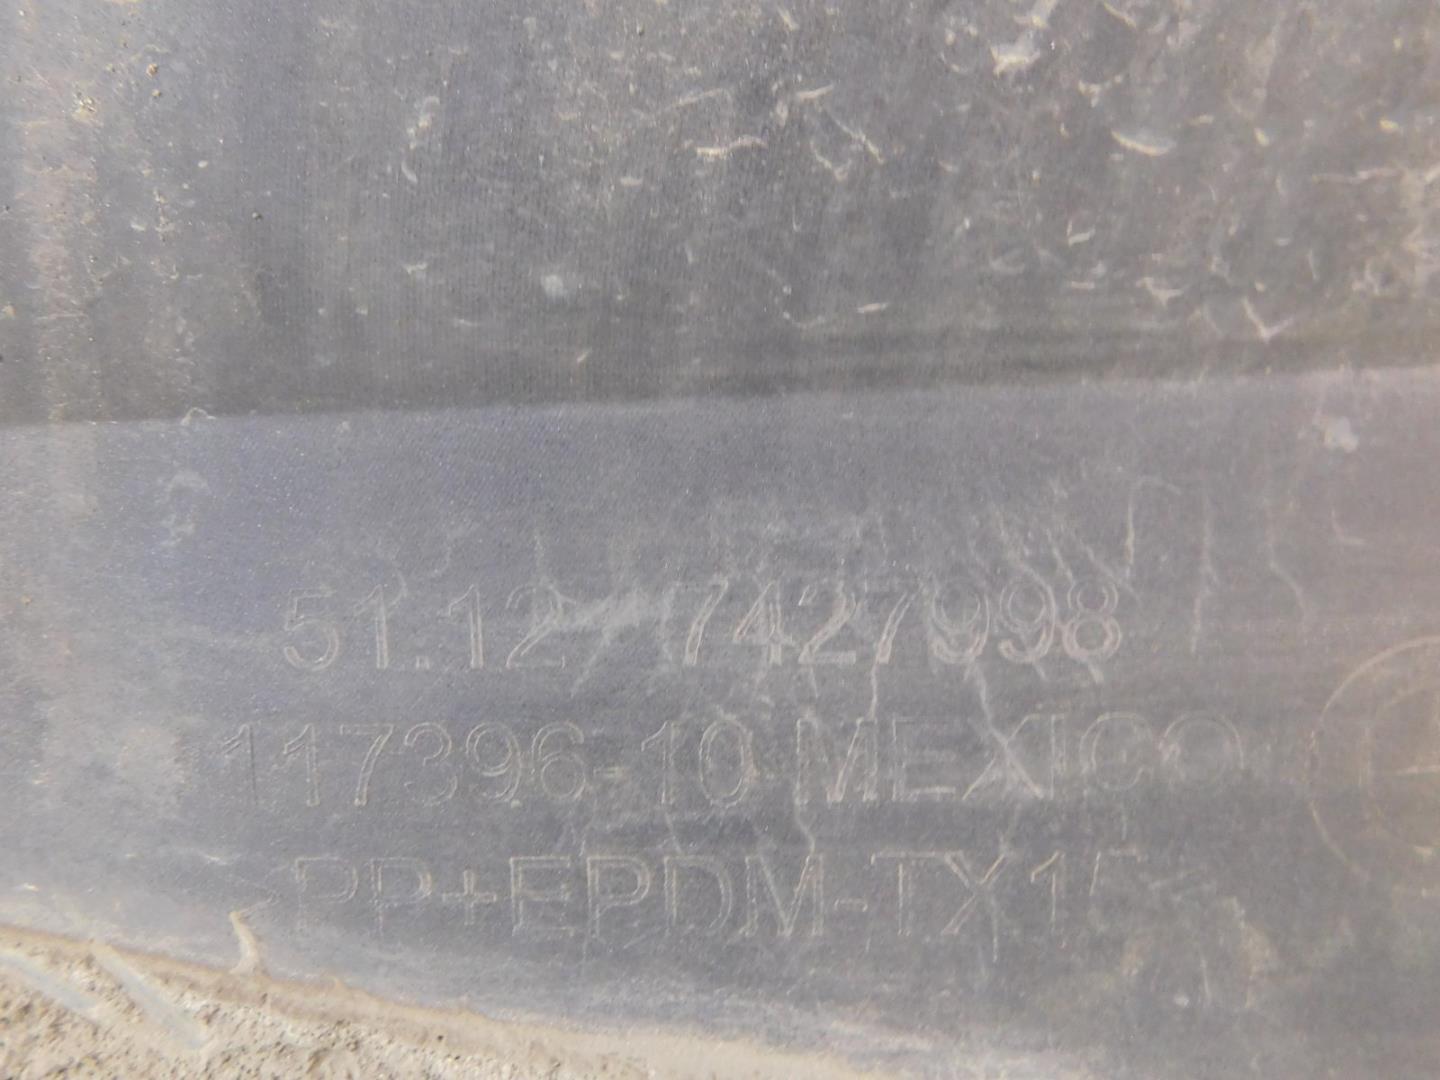 51.12 7427998
117396-10 MEXICO
>PP+EPDM-TX15